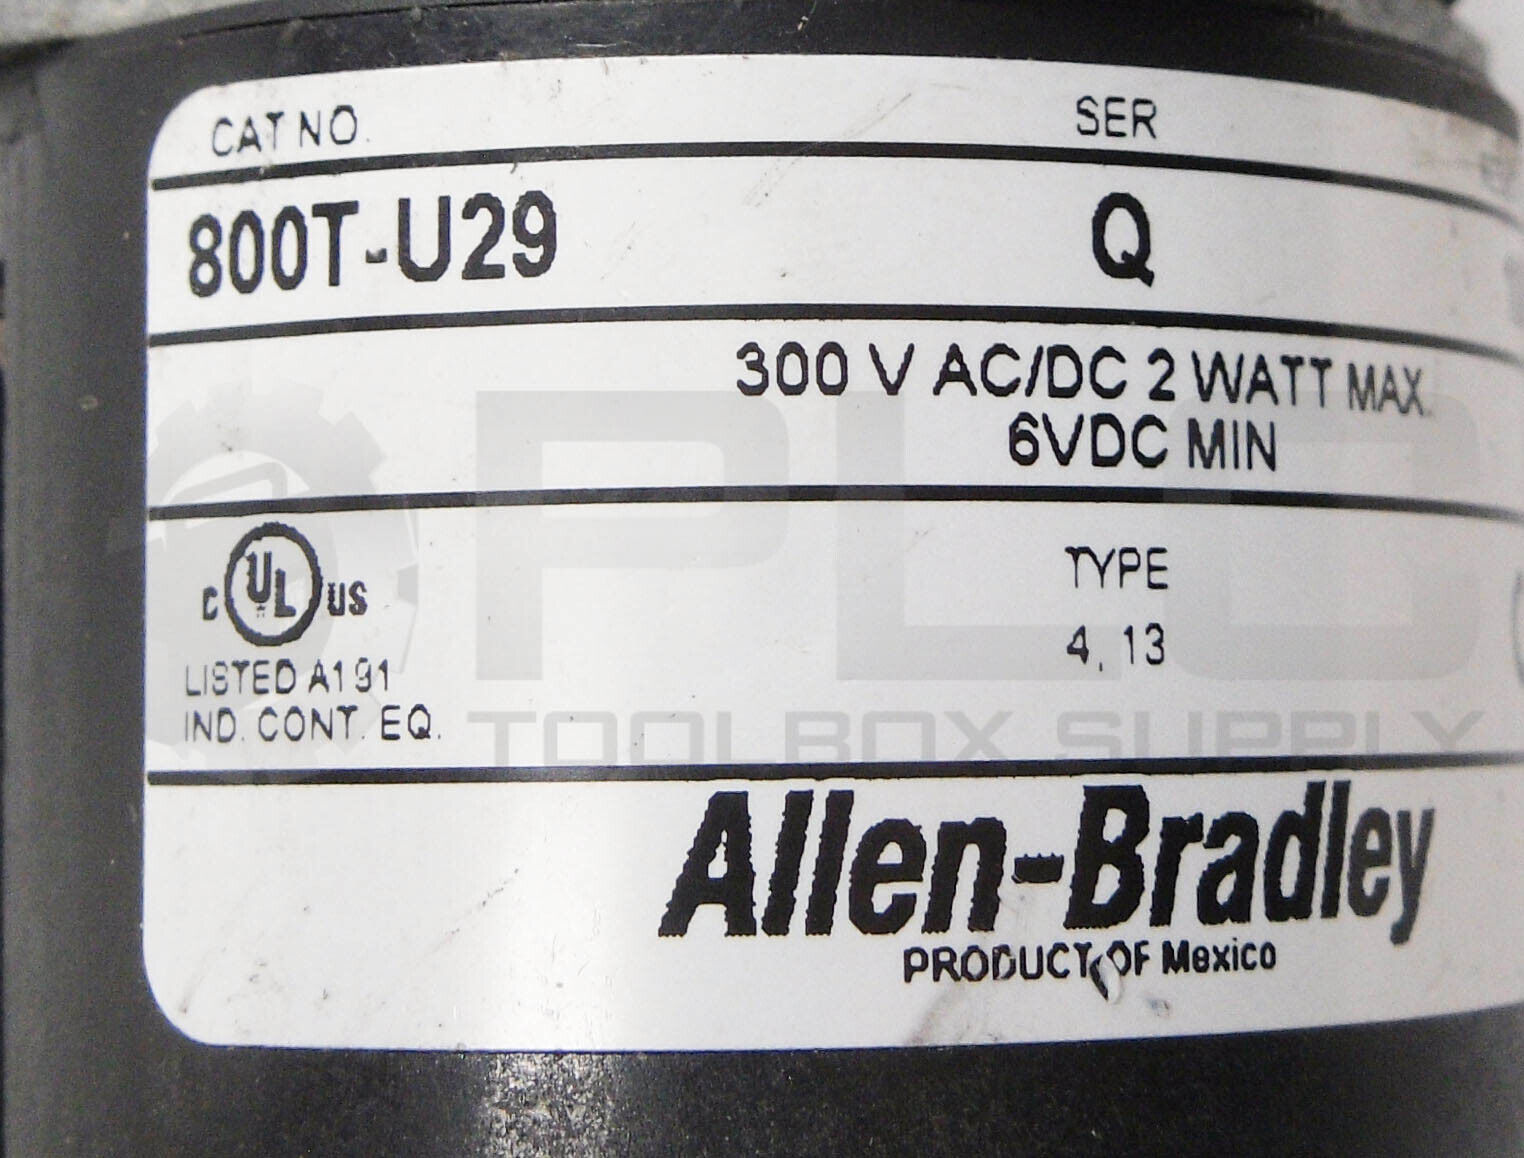 CAT NO. SER
800T-U29 Q
300 V AC/DC 2 WATT MAX.
6VDC MIN
C UL US
TYPE
4, 13
LISTED A191
IND. CONT. EQ.
Allen-Bradley
PRODUCT OF Mexico
PLC
TOOLBOX SUPPLY